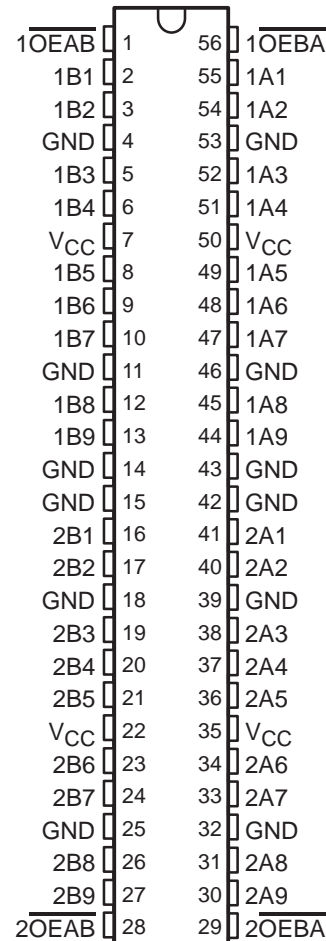 1OEAB 1 56 1OEBA
1B1 2 55 1A1
1B2 3 54 1A2
GND 4 53 GND
1B3 5 52 1A3
1B4 6 51 1A4
VCC 7 50 VCC
1B5 8 49 1A5
1B6 9 48 1A6
1B7 10 47 1A7
GND 11 46 GND
1B8 12 45 1A8
1B9 13 44 1A9
GND 14 43 GND
GND 15 42 GND
2B1 16 41 2A1
2B2 17 40 2A2
GND 18 39 GND
2B3 19 38 2A3
2B4 20 37 2A4
2B5 21 36 2A5
VCC 22 35 VCC
2B6 23 34 2A6
2B7 24 33 2A7
GND 25 32 GND
2B8 26 31 2A8
2B9 27 30 2A9
2OEAB 28 29 2OEBA